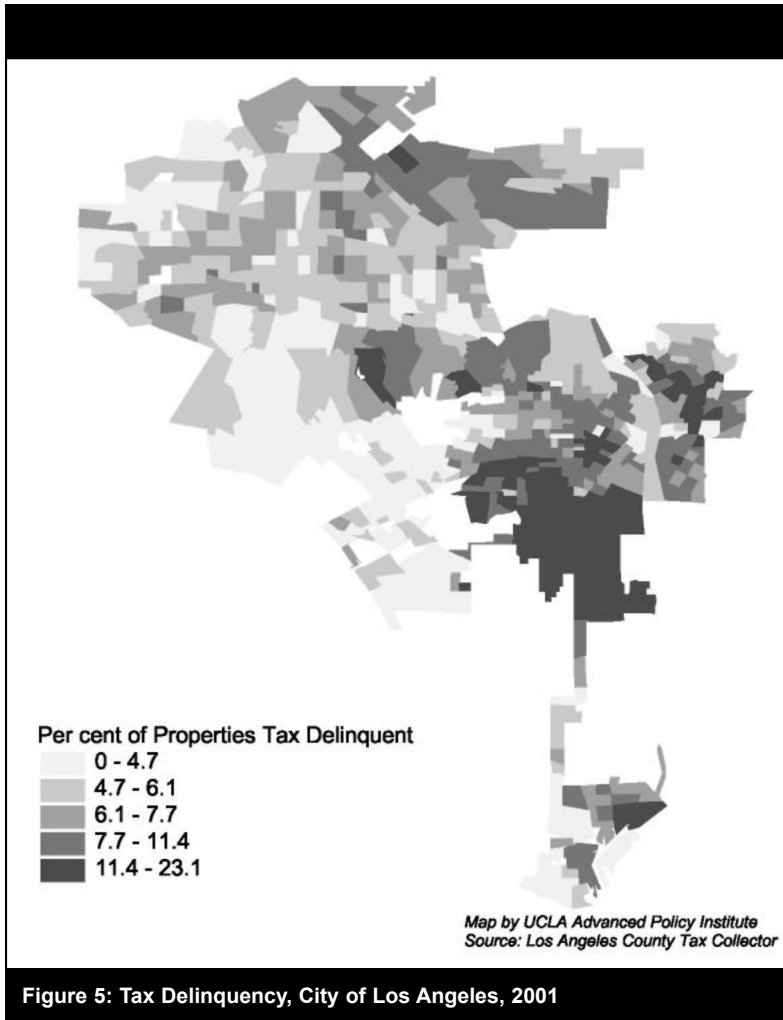 Per cent of Properties Tax Delinquent
0 - 4.7
4.7 - 6.1
6.1 - 7.7
7.7 - 11.4
11.4 - 23.1
Map by UCLA Advanced Policy Institute
Source: Los Angeles County Tax Collector
Figure 5: Tax Delinquency, City of Los Angeles, 2001